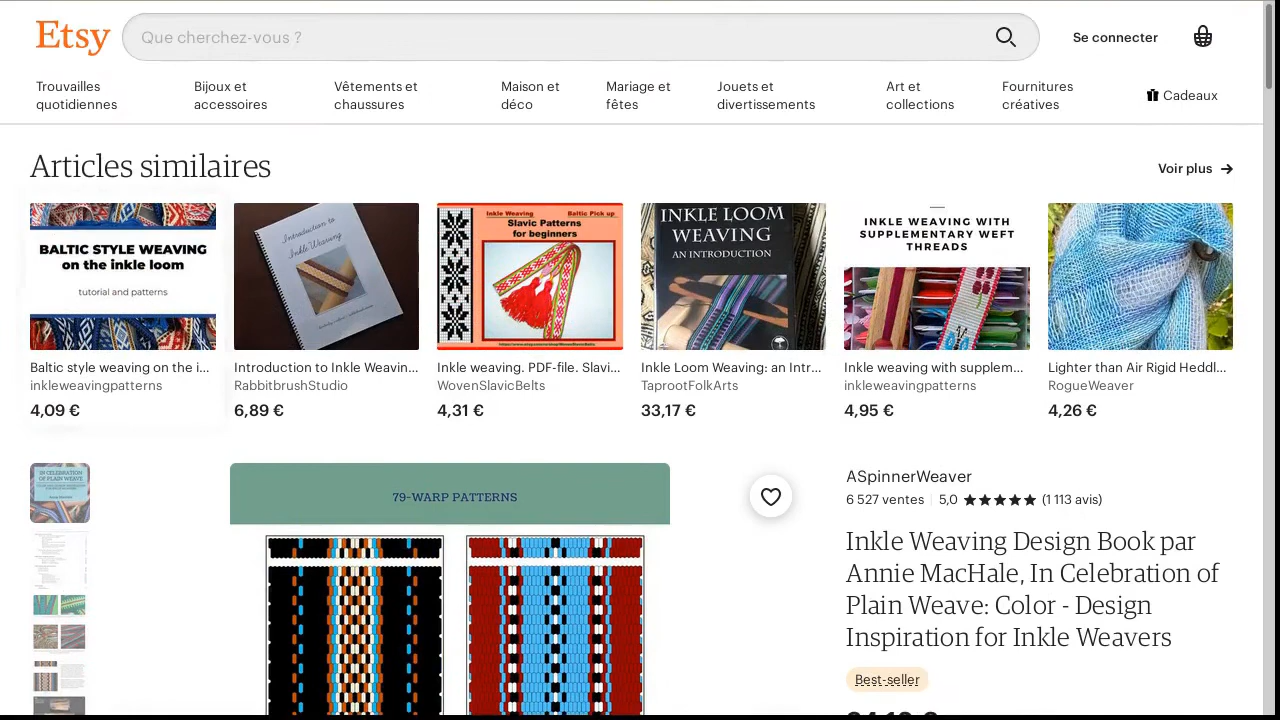 Etsy
Que cherchez-vous ?
Se connecter
Trouvailles
quotidiennes
Bijoux et
accessoires
Vêtements et
chaussures
Maison et
déco
Mariage et
fêtes
Jouets et
divertissements
Art et
collections
Fournitures
créatives
Cadeaux
Articles similaires
Voir plus
BALTIC STYLE WEAVING
on the inkle loom
tutorial and patterns
Introduction to
Inkle Weaving
Inkle Weaving Baltic Pick up
Slavic Patterns
for beginners
INKLE LOOM
WEAVING
AN INTRODUCTION
INKLE WEAVING WITH
SUPPLEMENTARY WEFT
THREADS
Baltic style weaving on the i...
inkleweavingpatterns
4,09 €
Introduction to Inkle Weavin...
RabbitbrushStudio
6,89 €
Inkle weaving. PDF-file. Slavi...
WovenSlavicBelts
4,31 €
Inkle Loom Weaving: an Intr...
TaprootFolkArts
33,17 €
Inkle weaving with supplem...
inkleweavingpatterns
4,95 €
Lighter than Air Rigid Heddl...
RogueWeaver
4,26 €
IN CELEBRATION
OF PLAIN WEAVE
79-WARP PATTERNS
ASpinnerWeaver
6 527 ventes
5,0 ★★★★★ (1 113 avis)
Inkle Weaving Design Book par
Annie MacHale, In Celebration of
Plain Weave: Color - Design
Inspiration for Inkle Weavers
Best-seller